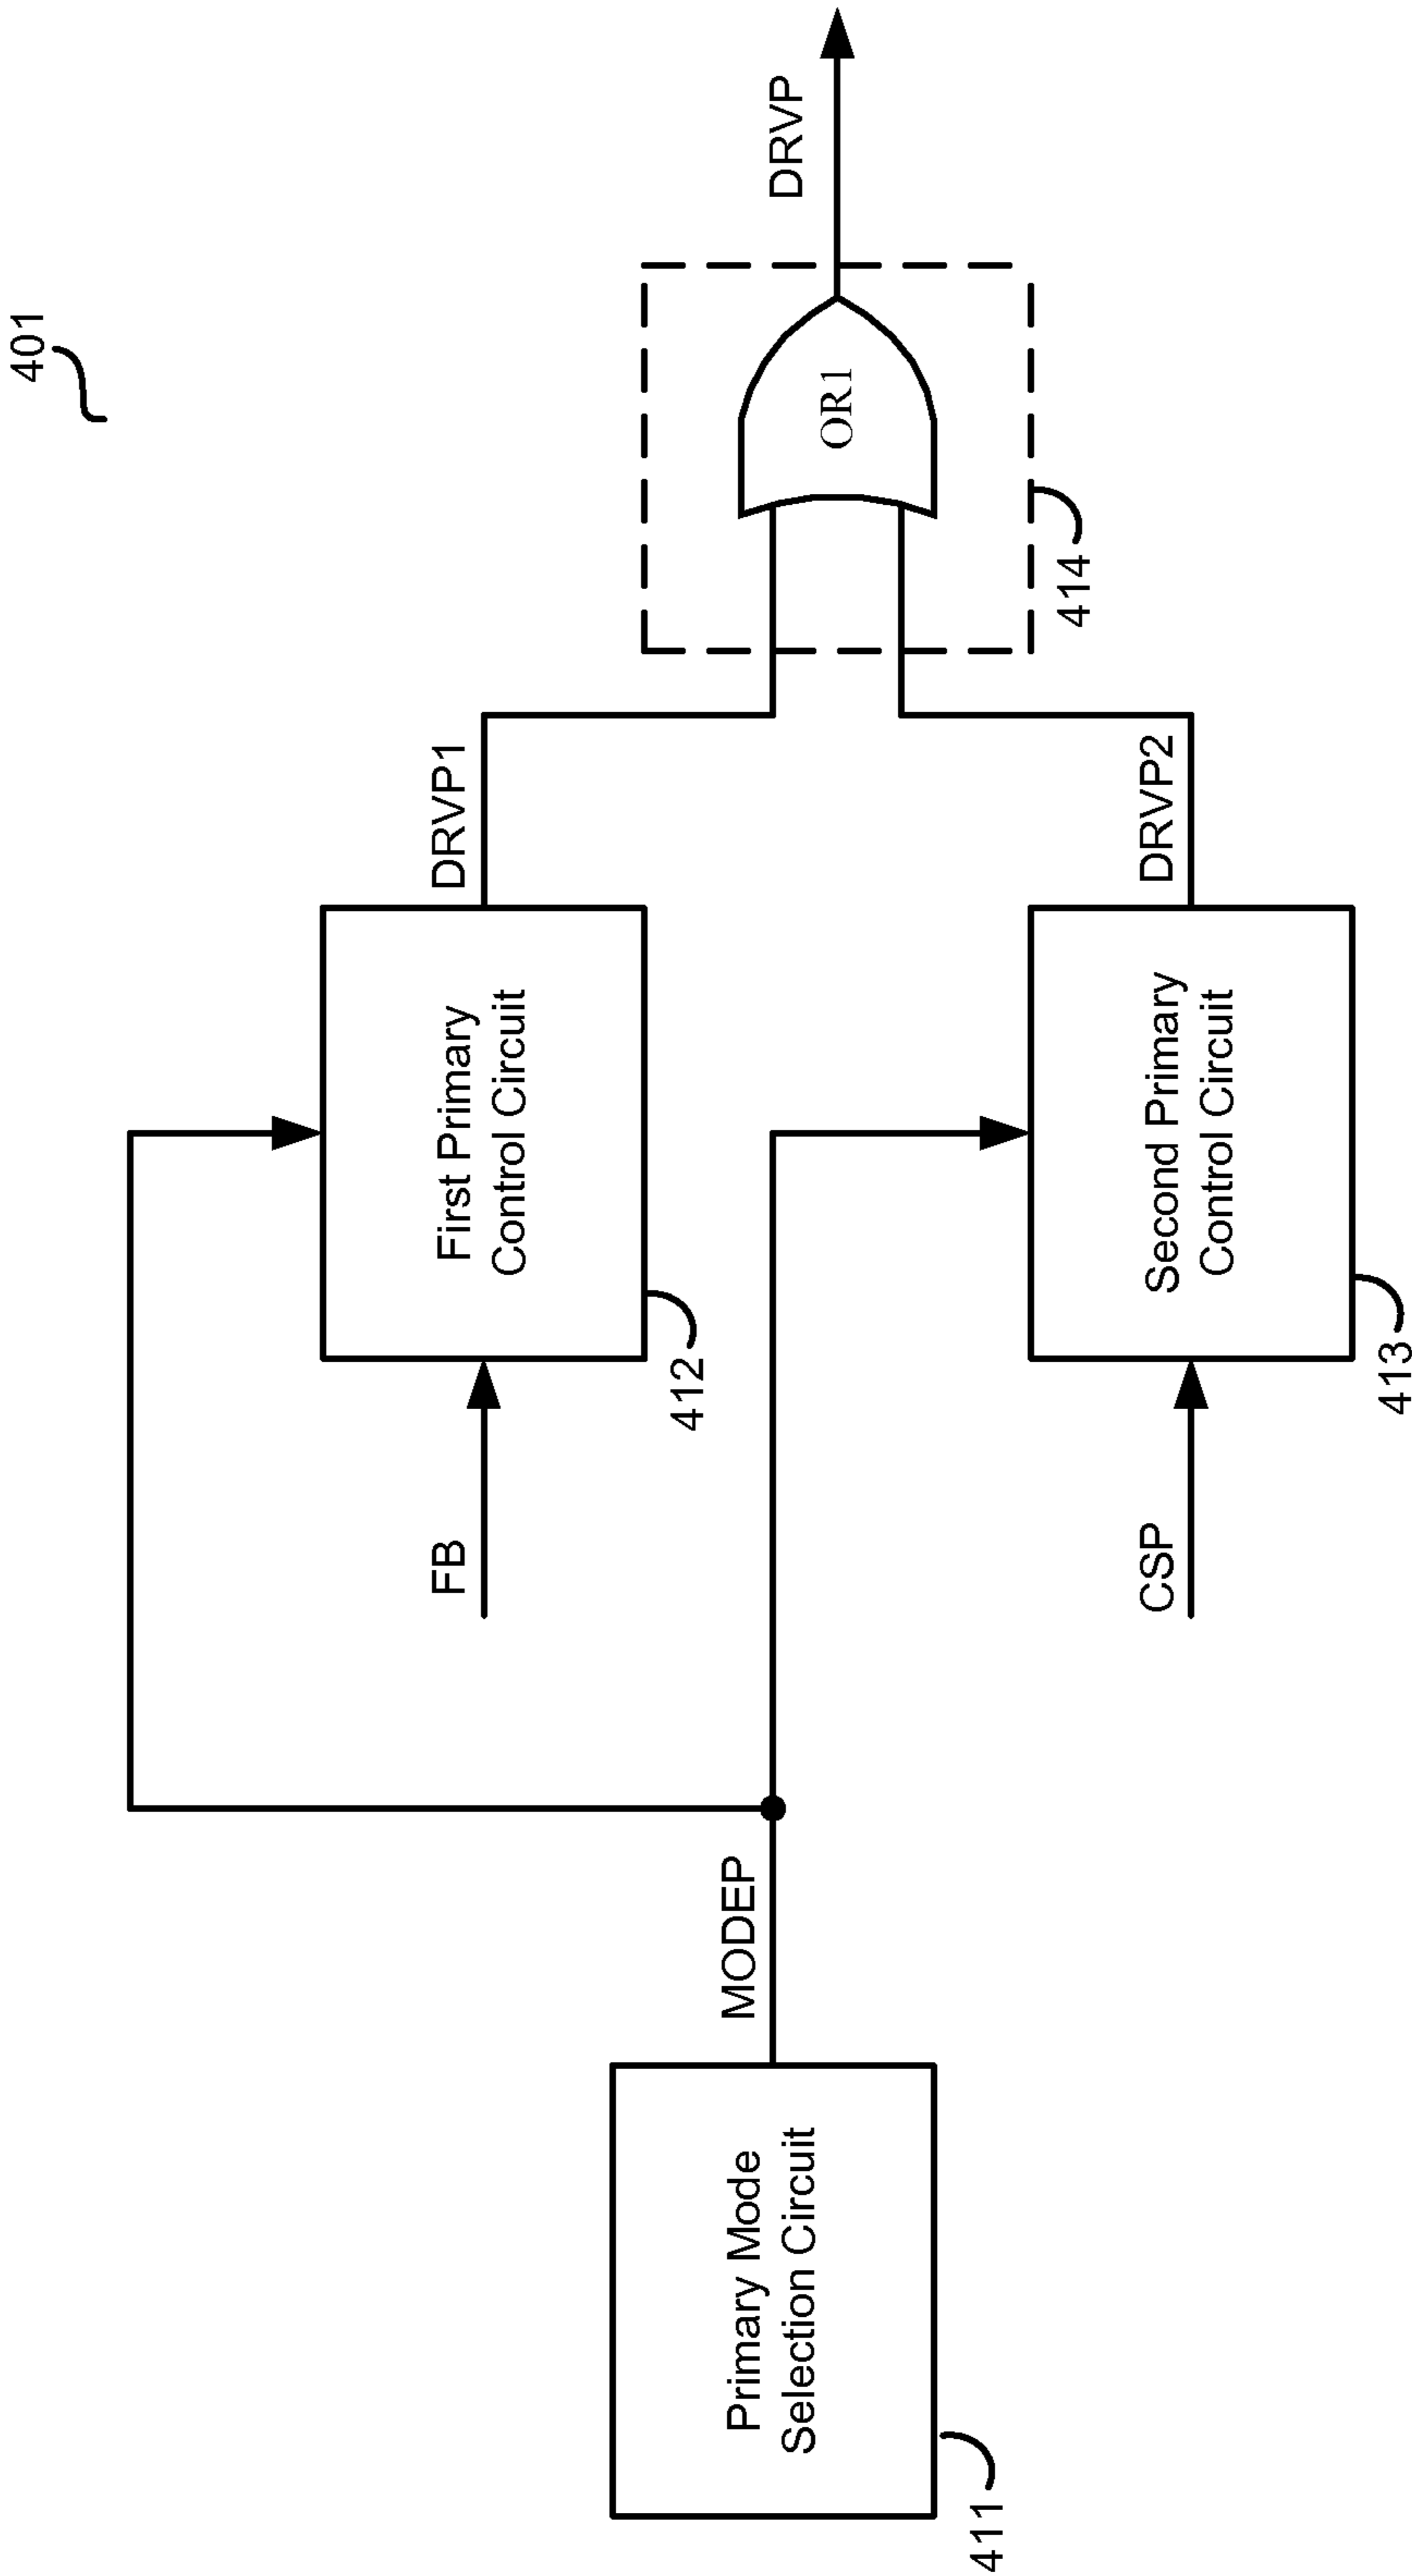 401
First Primary
Control Circuit
412
FB
DRVP1
Primary Mode
Selection Circuit
411
MODEP
OR1
414
DRVP
Second Primary
Control Circuit
413
CSP
DRVP2